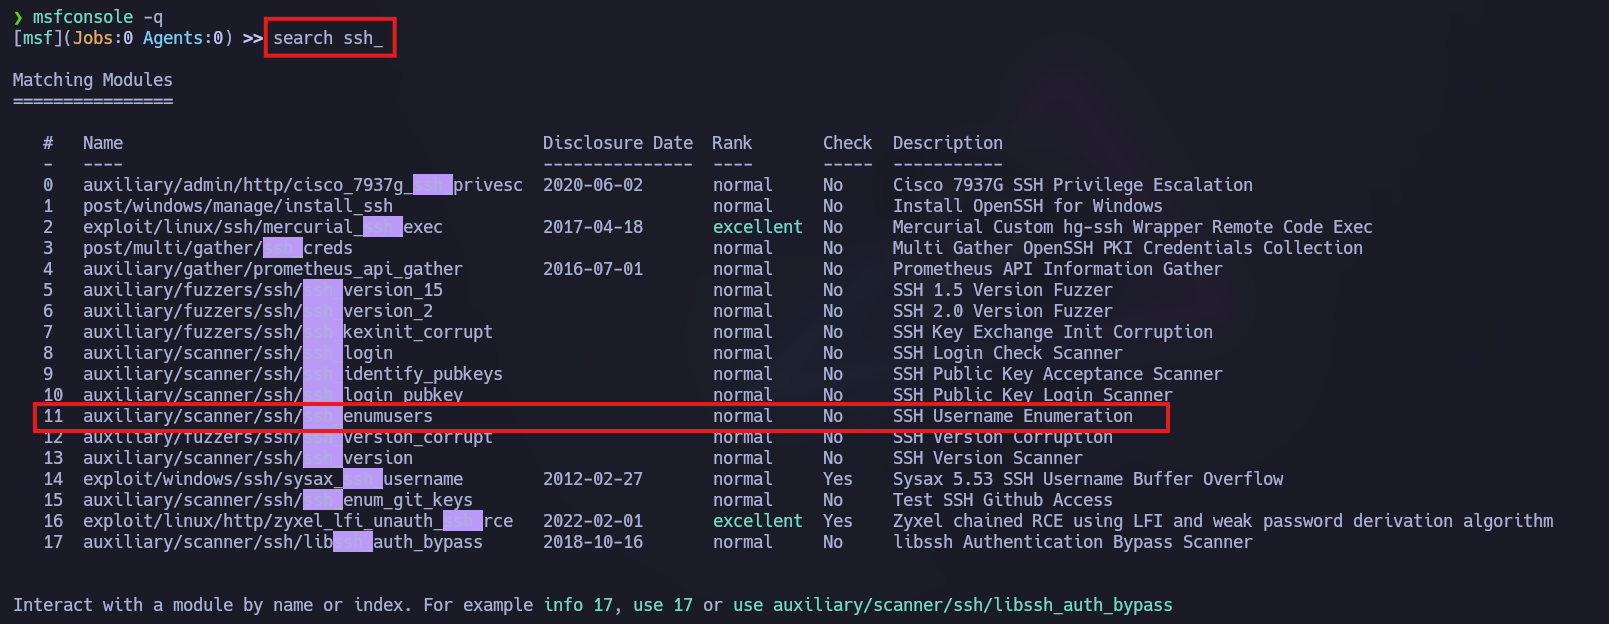 ❯ msfconsole -q
[msf](Jobs:0 Agents:0) >> search ssh_
Matching Modules
================
#   Name   Disclosure Date   Rank   Check   Description
-   ----   ---------------   ----   -----   -----------
0   auxiliary/admin/http/cisco_7937g_ssh_privesc   2020-06-02   normal   No   Cisco 7937G SSH Privilege Escalation
1   post/windows/manage/install_ssh   normal   No   Install OpenSSH for Windows
2   exploit/linux/ssh/mercurial_ssh_exec   2017-04-18   excellent   No   Mercurial Custom hg-ssh Wrapper Remote Code Exec
3   post/multi/gather/ssh_creds   normal   No   Multi Gather OpenSSH PKI Credentials Collection
4   auxiliary/gather/prometheus_api_gather   2016-07-01   normal   No   Prometheus API Information Gather
5   auxiliary/fuzzers/ssh/ssh_version_15   normal   No   SSH 1.5 Version Fuzzer
6   auxiliary/fuzzers/ssh/ssh_version_2   normal   No   SSH 2.0 Version Fuzzer
7   auxiliary/fuzzers/ssh/ssh_kexinit_corrupt   normal   No   SSH Key Exchange Init Corruption
8   auxiliary/scanner/ssh/ssh_login   normal   No   SSH Login Check Scanner
9   auxiliary/scanner/ssh/ssh_identify_pubkeys   normal   No   SSH Public Key Acceptance Scanner
10   auxiliary/scanner/ssh/ssh_login_pubkey   normal   No   SSH Public Key Login Scanner
11   auxiliary/scanner/ssh/ssh_enumusers   normal   No   SSH Username Enumeration
12   auxiliary/fuzzers/ssh/ssh_version_corrupt   normal   No   SSH Version Corruption
13   auxiliary/scanner/ssh/ssh_version   normal   No   SSH Version Scanner
14   exploit/windows/ssh/sysax_ssh_username   2012-02-27   normal   Yes   Sysax 5.53 SSH Username Buffer Overflow
15   auxiliary/scanner/ssh/ssh_enum_git_keys   normal   No   Test SSH Github Access
16   exploit/linux/http/zyxel_lfi_unauth_ssh_rce   2022-02-01   excellent   Yes   Zyxel chained RCE using LFI and weak password derivation algorithm
17   auxiliary/scanner/ssh/libssh_auth_bypass   2018-10-16   normal   No   libssh Authentication Bypass Scanner
Interact with a module by name or index. For example info 17, use 17 or use auxiliary/scanner/ssh/libssh_auth_bypass